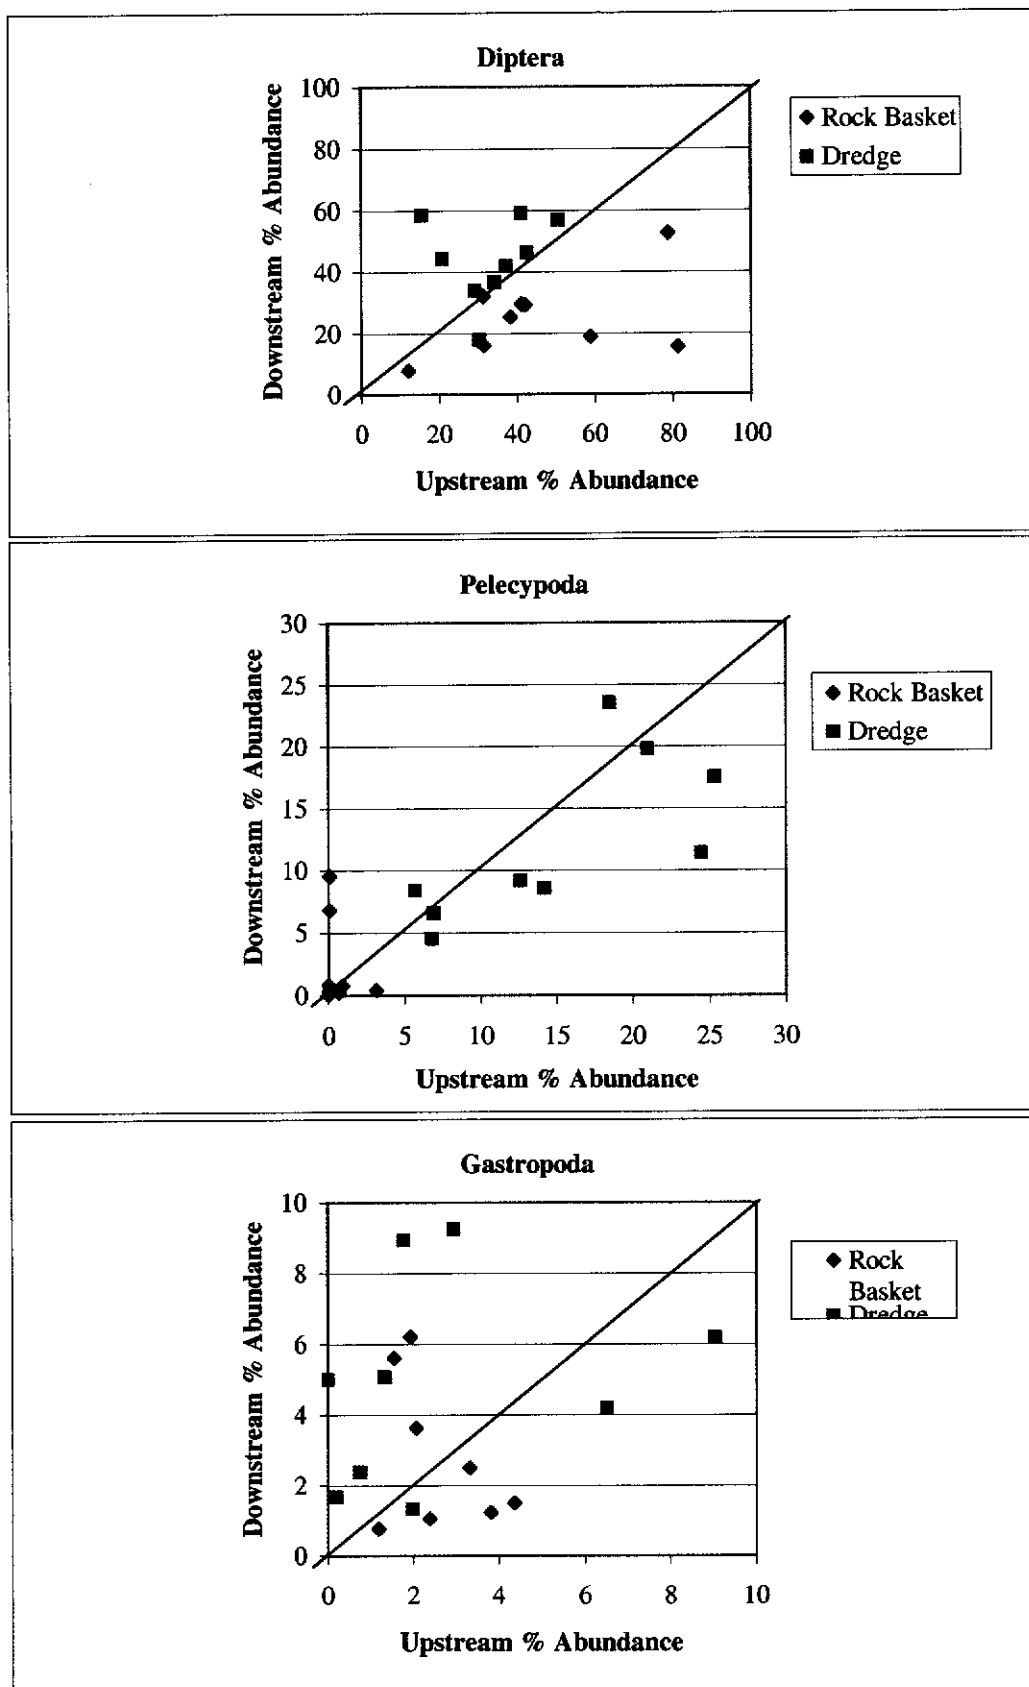 Diptera
Downstream % Abundance
100
80
60
40
20
0
0 20 40 60 80 100
Upstream % Abundance
Rock Basket
Dredge
Pelecypoda
Downstream % Abundance
30
25
20
15
10
5
0
0 5 10 15 20 25 30
Upstream % Abundance
Rock Basket
Dredge
Gastropoda
Downstream % Abundance
10
8
6
4
2
0
0 2 4 6 8 10
Upstream % Abundance
Rock
Basket
Dredge